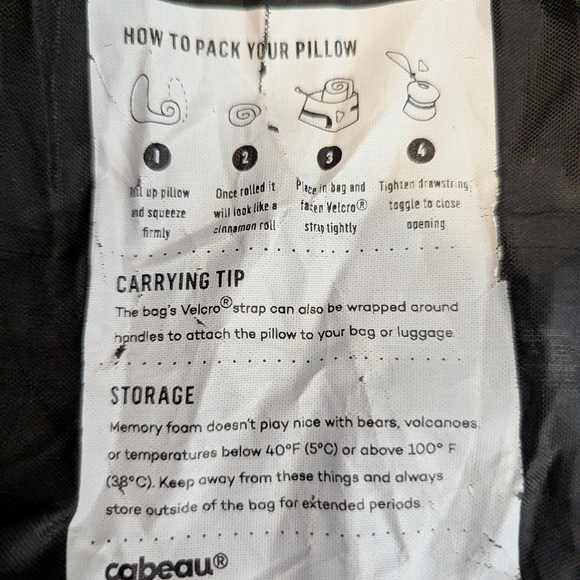 HOW TO PACK YOUR PILLOW
1 2 3 4
up pillow
and squeeze
firmly
Once rolled it
will look like a
cinnamon roll
Place in bag and
faten Velcro®
strap tightly
Tighten drawstring
toggle to close
opening
CARRYING TIP
The bag's Velcro® strap can also be wrapped around
handles to attach the pillow to your bag or luggage.
STORAGE
Memory foam doesn't play nice with bears, volcanoes,
or temperatures below 40°F (5°C) or above 100° F
(38°C). Keep away from these things and always
store outside of the bag for extended periods.
cabeau®